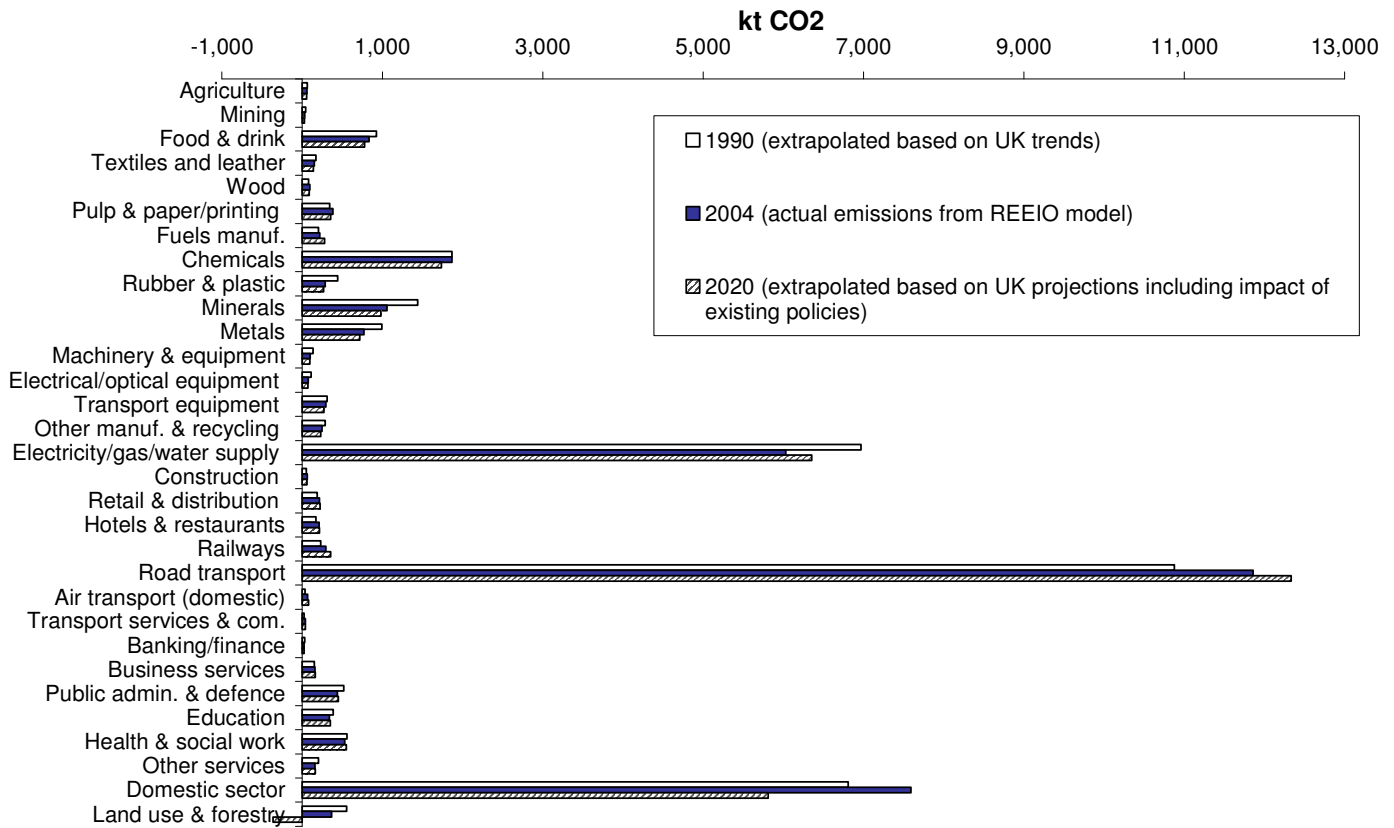 kt CO2
-1,000 1,000 3,000 5,000 7,000 9,000 11,000 13,000
Agriculture
Mining
Food & drink
Textiles and leather
Wood
Pulp & paper/printing
Fuels manuf.
Chemicals
Rubber & plastic
Minerals
Metals
Machinery & equipment
Electrical/optical equipment
Transport equipment
Other manuf. & recycling
Electricity/gas/water supply
Construction
Retail & distribution
Hotels & restaurants
Railways
Road transport
Air transport (domestic)
Transport services & com.
Banking/finance
Business services
Public admin. & defence
Education
Health & social work
Other services
Domestic sector
Land use & forestry
1990 (extrapolated based on UK trends)
2004 (actual emissions from REEIO model)
2020 (extrapolated based on UK projections including impact of
existing policies)